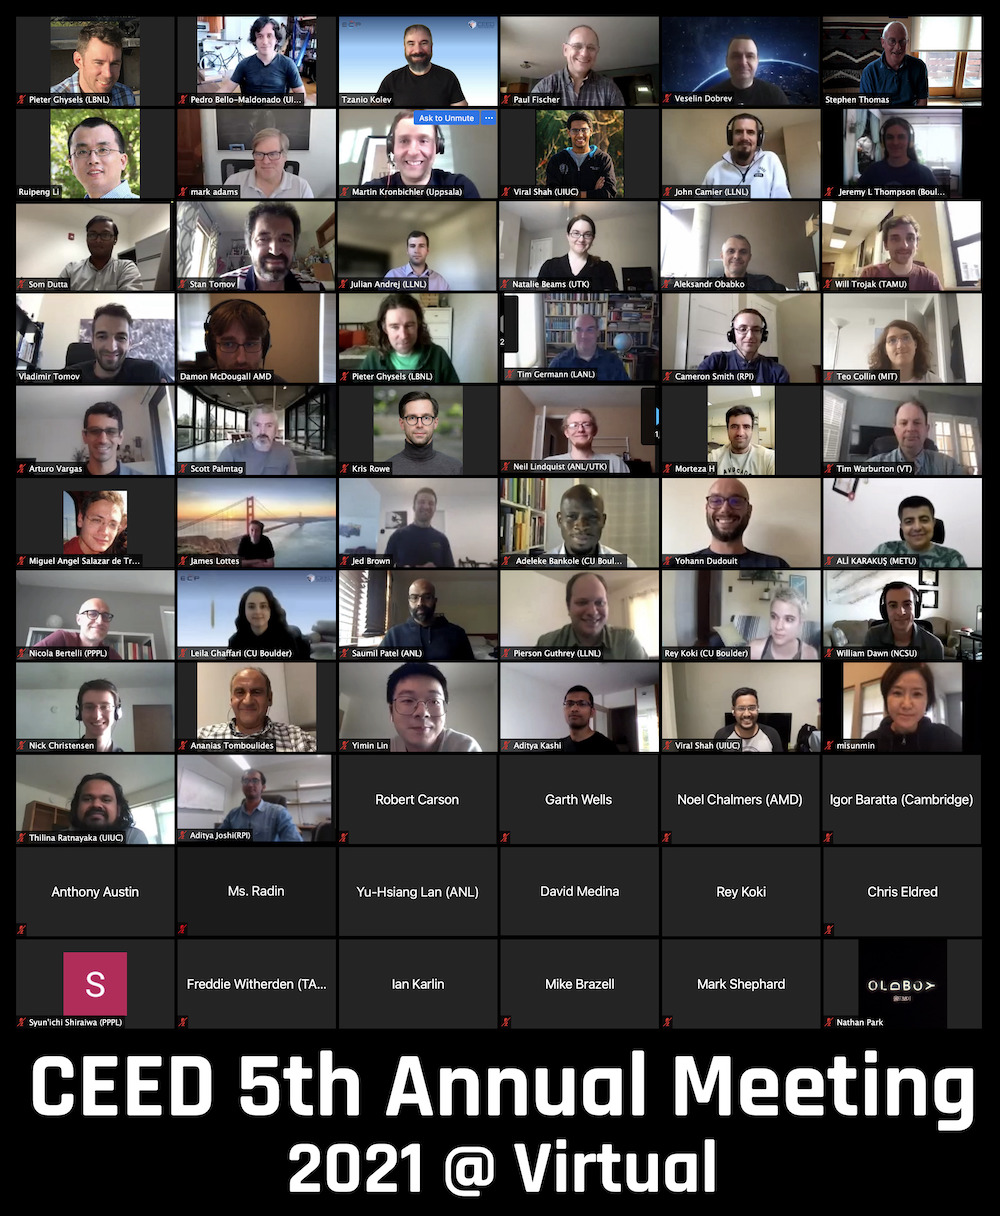 Pieter Ghysels (LBNL)
Pedro Bello-Maldonado (UI...
ECP
Tzanio Kolev
Paul Fischer
Veselin Dobrev
Stephen Thomas
Ruipeng Li
mark adams
Ask to Unmute ...
Martin Kronbichler (Uppsala)
Viral Shah (UIUC)
John Camier (LLNL)
Jeremy L Thompson (Boul...
Som Dutta
Stan Tomov
Julian Andrej (LLNL)
Natalie Beams (UTK)
Aleksandr Obabko
Will Trojak (TAMU)
Vladimir Tomov
Damon McDougall AMD
Pieter Ghysels (LBNL)
2
Tim Germann (LANL)
Cameron Smith (RPI)
Teo Collin (MIT)
Arturo Vargas
Scott Palmtag
Kris Rowe
Neil Lindquist (ANL/UTK)
Morteza H
Tim Warburton (VT)
Miguel Angel Salazar de Tr...
James Lottes
Jed Brown
Adeleke Bankole (CU Boul...
Yohann Dudouit
ALİ KARAKUŞ (METU)
Nicola Bertelli (PPPL)
ECP
Leila Ghaffari (CU Boulder)
Saumil Patel (ANL)
Pierson Guthrey (LLNL)
Rey Koki (CU Boulder)
William Dawn (NCSU)
Nick Christensen
Ananias Tomboulides
Yimin Lin
Aditya Kashi
Viral Shah (UIUC)
misunmin
Thilina Ratnayaka (UIUC)
Aditya Joshi(RPI)
Robert Carson
Garth Wells
Noel Chalmers (AMD)
Igor Baratta (Cambridge)
Anthony Austin
Ms. Radin
Yu-Hsiang Lan (ANL)
David Medina
Rey Koki
Chris Eldred
S
Syun'ichi Shiraiwa (PPPL)
Freddie Witherden (TA...
Ian Karlin
Mike Brazell
Mark Shephard
OLDBOY
Nathan Park
CEED 5th Annual Meeting
2021 @ Virtual